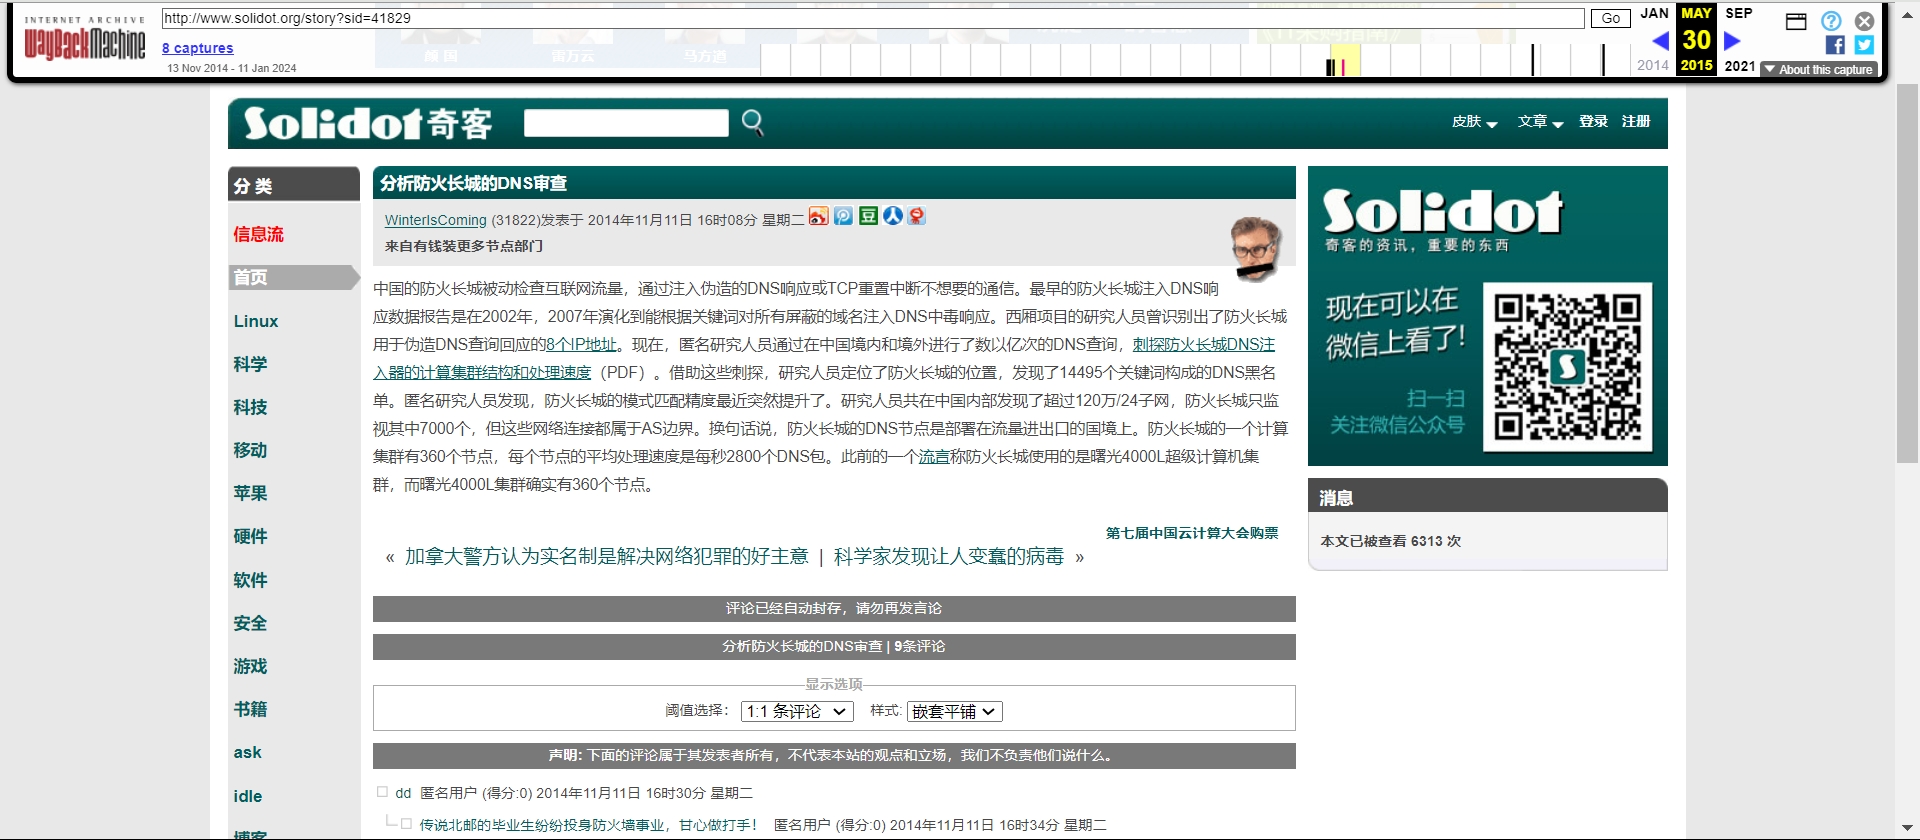 INTERNET ARCHIVE
WayBackMachine
http://www.solidot.org/story?sid=41829
Go
8 captures
13 Nov 2014 - 11 Jan 2024
JAN MAY SEP
30
2014 2015 2021
About this capture
颜 国
雷万云
马方遒
Solidot奇客
皮肤 文章 登录 注册
分 类
信息流
首页
Linux
科学
科技
移动
苹果
硬件
软件
安全
游戏
书籍
ask
idle
博客
分析防火长城的DNS审查
WinterIsComing (31822)发表于 2014年11月11日 16时08分 星期二
豆
来自有钱装更多节点部门
中国的防火长城被动检查互联网流量，通过注入伪造的DNS响应或TCP重置中断不想要的通信。最早的防火长城注入DNS响
应数据报告是在2002年，2007年演化到能根据关键词对所有屏蔽的域名注入DNS中毒响应。西厢项目的研究人员曾识别出了防火长城
用于伪造DNS查询回应的8个IP地址。现在，匿名研究人员通过在中国境内和境外进行了数以亿次的DNS查询，刺探防火长城DNS注
入器的计算集群结构和处理速度（PDF）。借助这些刺探，研究人员定位了防火长城的位置，发现了14495个关键词构成的DNS黑名
单。匿名研究人员发现，防火长城的模式匹配精度最近突然提升了。研究人员共在中国内部发现了超过120万/24子网，防火长城只监
视其中7000个，但这些网络连接都属于AS边界。换句话说，防火长城的DNS节点是部署在流量进出口的国境上。防火长城的一个计算
集群有360个节点，每个节点的平均处理速度是每秒2800个DNS包。此前的一个流言称防火长城使用的是曙光4000L超级计算机集
群，而曙光4000L集群确实有360个节点。
第七届中国云计算大会购票
« 加拿大警方认为实名制是解决网络犯罪的好主意 | 科学家发现让人变蠢的病毒 »
评论已经自动封存，请勿再发言论
分析防火长城的DNS审查 | 9条评论
显示选项
阈值选择： 1:1 条评论 样式: 嵌套平铺
声明: 下面的评论属于其发表者所有，不代表本站的观点和立场，我们不负责他们说什么。
dd 匿名用户 (得分:0) 2014年11月11日 16时30分 星期二
传说北邮的毕业生纷纷投身防火墙事业，甘心做打手！ 匿名用户 (得分:0) 2014年11月11日 16时34分 星期二
Solidot
奇客的资讯，重要的东西
现在可以在
微信上看了!
扫一扫
关注微信公众号
消息
本文已被查看 6313 次